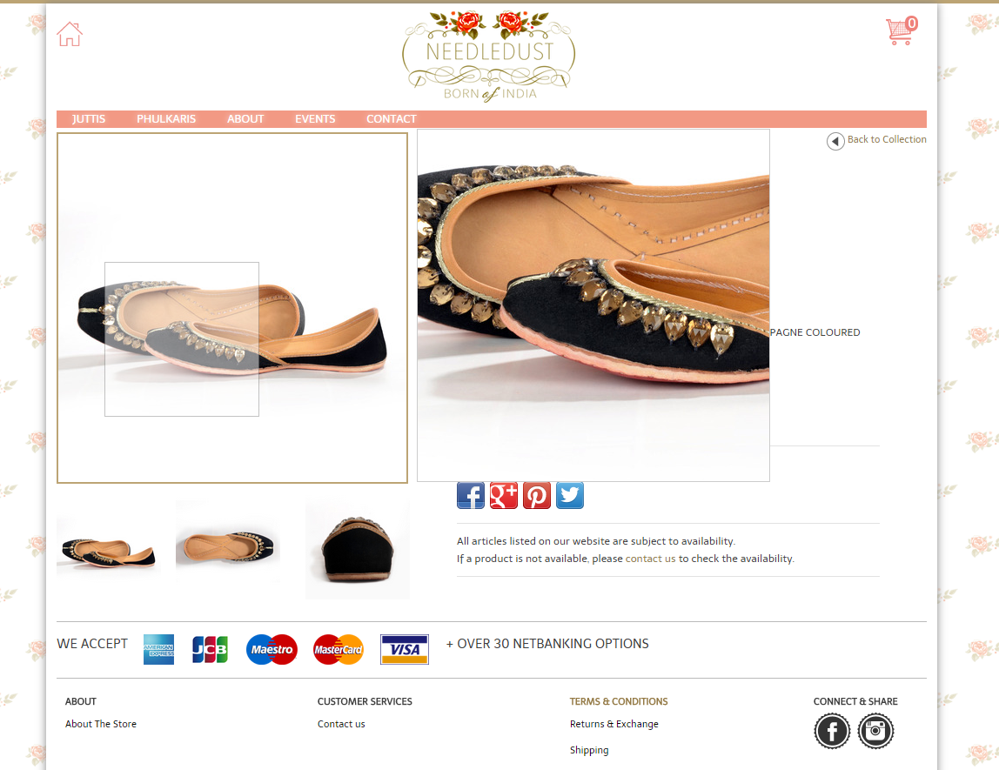 0
NEEDLEDUST
BORN of INDIA
JUTTIS PHULKARIS ABOUT EVENTS CONTACT
Back to Collection
PAGNE COLOURED
All articles listed on our website are subject to availability.
If a product is not available, please contact us to check the availability.
WE ACCEPT AMERICAN EXPRESS JCB Maestro MasterCard VISA + OVER 30 NETBANKING OPTIONS
ABOUT CUSTOMER SERVICES TERMS & CONDITIONS CONNECT & SHARE
About The Store Contact us Returns & Exchange
Shipping